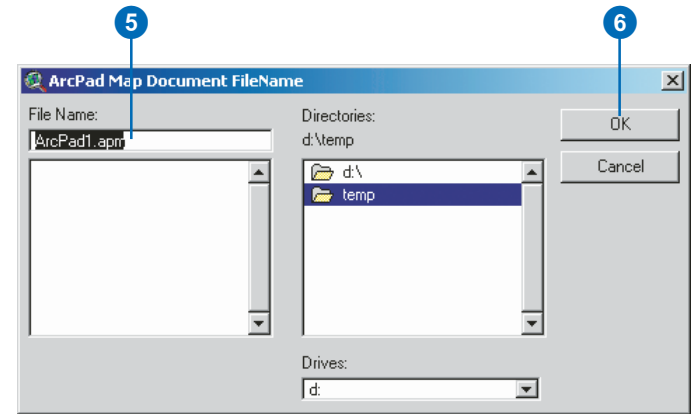 5
6
ArcPad Map Document FileName
File Name:
ArcPad1.apm
Directories:
d:\temp
d:\
temp
Drives:
d:
OK
Cancel